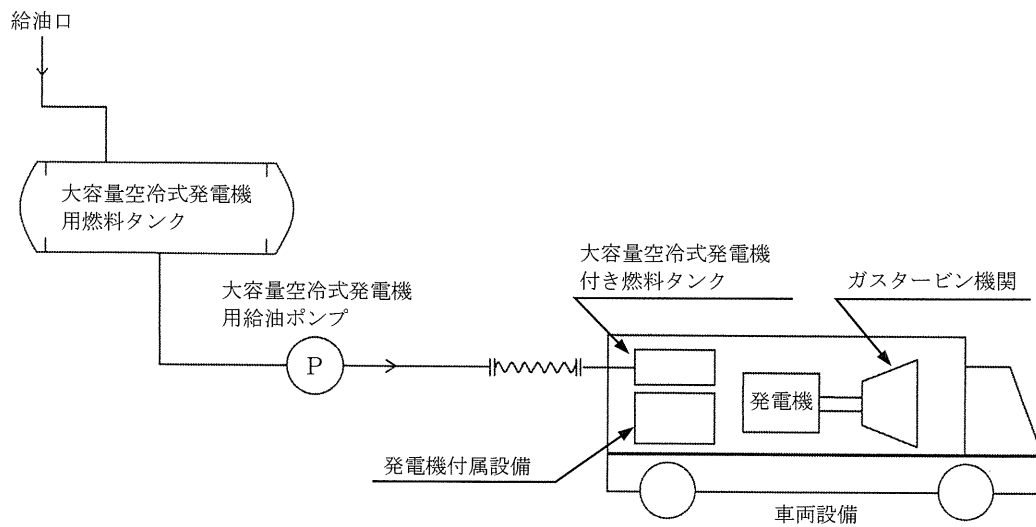 給油口
大容量空冷式発電機
用燃料タンク
大容量空冷式発電機
用給油ポンプ
P
大容量空冷式発電機
付き燃料タンク
ガスタービン機関
発電機
発電機付属設備
車両設備